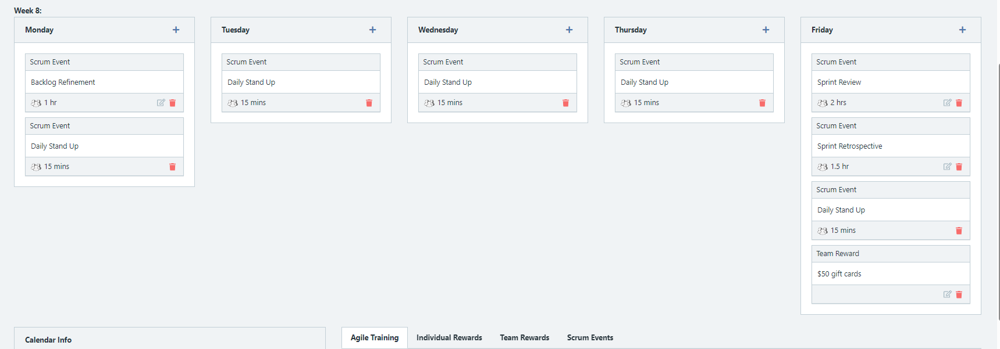 Week 8:
Monday
Scrum Event
Backlog Refinement
1 hr
Scrum Event
Daily Stand Up
15 mins
Tuesday
Scrum Event
Daily Stand Up
15 mins
Wednesday
Scrum Event
Daily Stand Up
15 mins
Thursday
Scrum Event
Daily Stand Up
15 mins
Friday
Scrum Event
Sprint Review
2 hrs
Scrum Event
Sprint Retrospective
1.5 hr
Scrum Event
Daily Stand Up
15 mins
Team Reward
$50 gift cards
Calendar Info
Agile Training Individual Rewards Team Rewards Scrum Events